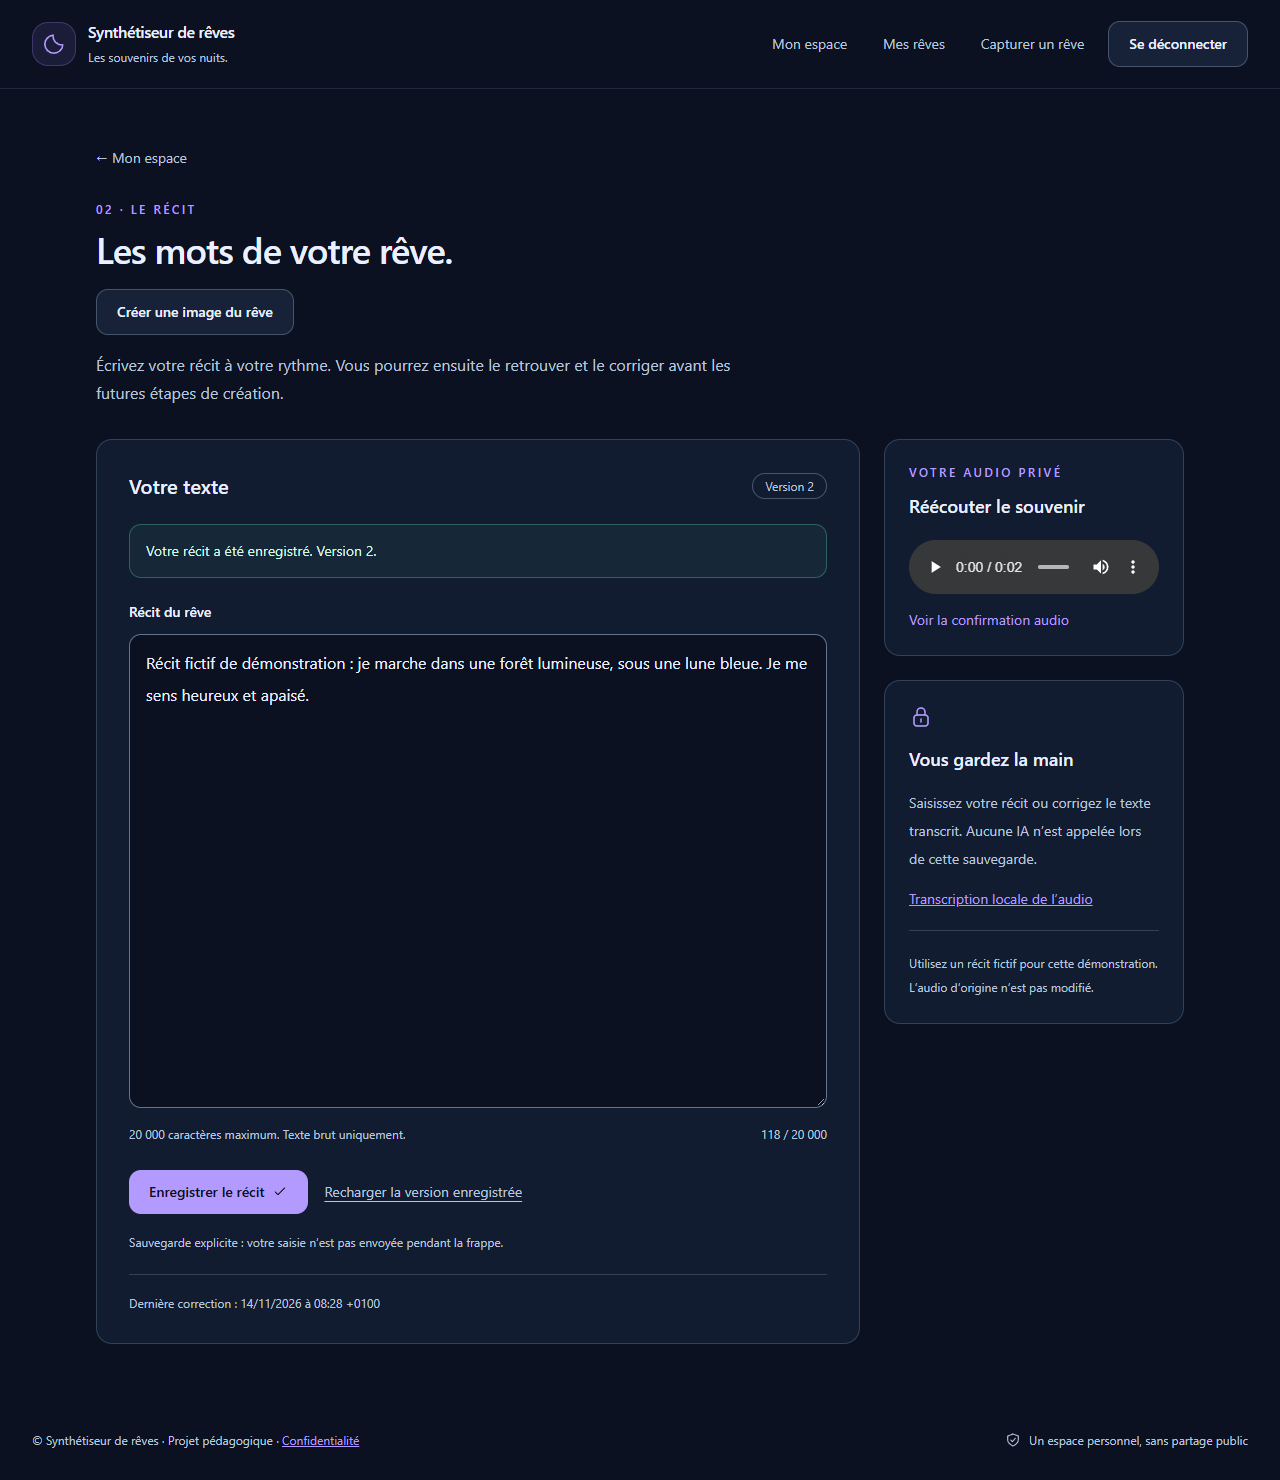 Synthétiseur de rêves
Les souvenirs de vos nuits.
Mon espace
Mes rêves
Capturer un rêve
Se déconnecter
← Mon espace
02 · LE RÉCIT
Les mots de votre rêve.
Créer une image du rêve
Écrivez votre récit à votre rythme. Vous pourrez ensuite le retrouver et le corriger avant les
futures étapes de création.
Votre texte
Version 2
Votre récit a été enregistré. Version 2.
Récit du rêve
Récit fictif de démonstration : je marche dans une forêt lumineuse, sous une lune bleue. Je me
sens heureux et apaisé.
20 000 caractères maximum. Texte brut uniquement.
118 / 20 000
Enregistrer le récit
Recharger la version enregistrée
Sauvegarde explicite : votre saisie n’est pas envoyée pendant la frappe.
Dernière correction : 14/11/2026 à 08:28 +0100
VOTRE AUDIO PRIVÉ
Réécouter le souvenir
0:00 / 0:02
Voir la confirmation audio
Vous gardez la main
Saisissez votre récit ou corrigez le texte
transcrit. Aucune IA n’est appelée lors
de cette sauvegarde.
Transcription locale de l’audio
Utilisez un récit fictif pour cette démonstration.
L’audio d’origine n’est pas modifié.
© Synthétiseur de rêves · Projet pédagogique · Confidentialité
Un espace personnel, sans partage public